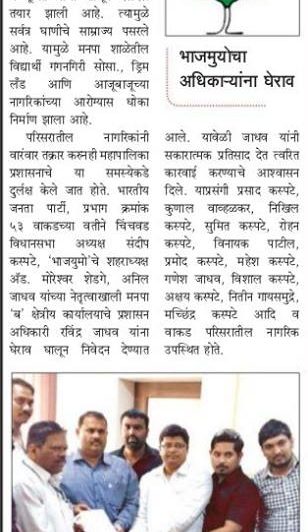 तयार झाली आहे. त्यामुळे
सर्वत्र घाणीचे साम्राज्य पसरले
आहे. यामुळे मनपा शाळेतील
विद्यार्थी गगनगिरी सोसा., ड्रिम
लँड आणि आजूबाजूच्या
नागरिकांच्या आरोग्यास धोका
निर्माण झाला आहे.
परिसरातील नागरिकांनी
वारंवार तक्रार करुनही महापालिका
प्रशासनाचे या समस्येकडे
दुर्लक्ष केले जात होते. भारतीय
जनता पार्टी, प्रभाग क्रमांक
५३ वाकडच्या वतीने चिंचवड
विधानसभा अध्यक्ष संदीप
कस्पटे, 'भाजयुमो'चे शहराध्यक्ष
अॅड. मोरेश्वर शेडगे, अनिल
जाधव यांच्या नेतृत्वाखाली मनपा
'ब' क्षेत्रीय कार्यालयाचे प्रशासन
अधिकारी रविंद्र जाधव यांना
घेराव घालून निवेदन देण्यात
भाजमुयोचा
अधिकाऱ्यांना घेराव
आले. यावेळी जाधव यांनी
सकारात्मक प्रतिसाद देत त्वरित
कारवाई करण्याचे आश्वासन
दिले. याप्रसंगी प्रसाद कस्पटे,
कुणाल वाव्हळकर, निखिल
कस्पटे, सुमित कस्पटे, रोहन
कस्पटे, विनायक पाटील,
प्रमोद कस्पटे, महेश कस्पटे,
गणेश जाधव, विशाल कस्पटे,
अक्षय कस्पटे, नितीन गायसमुद्रे,
मच्छिंद्र कस्पटे आदि व
वाकड परिसरातील नागरिक
उपस्थित होते.